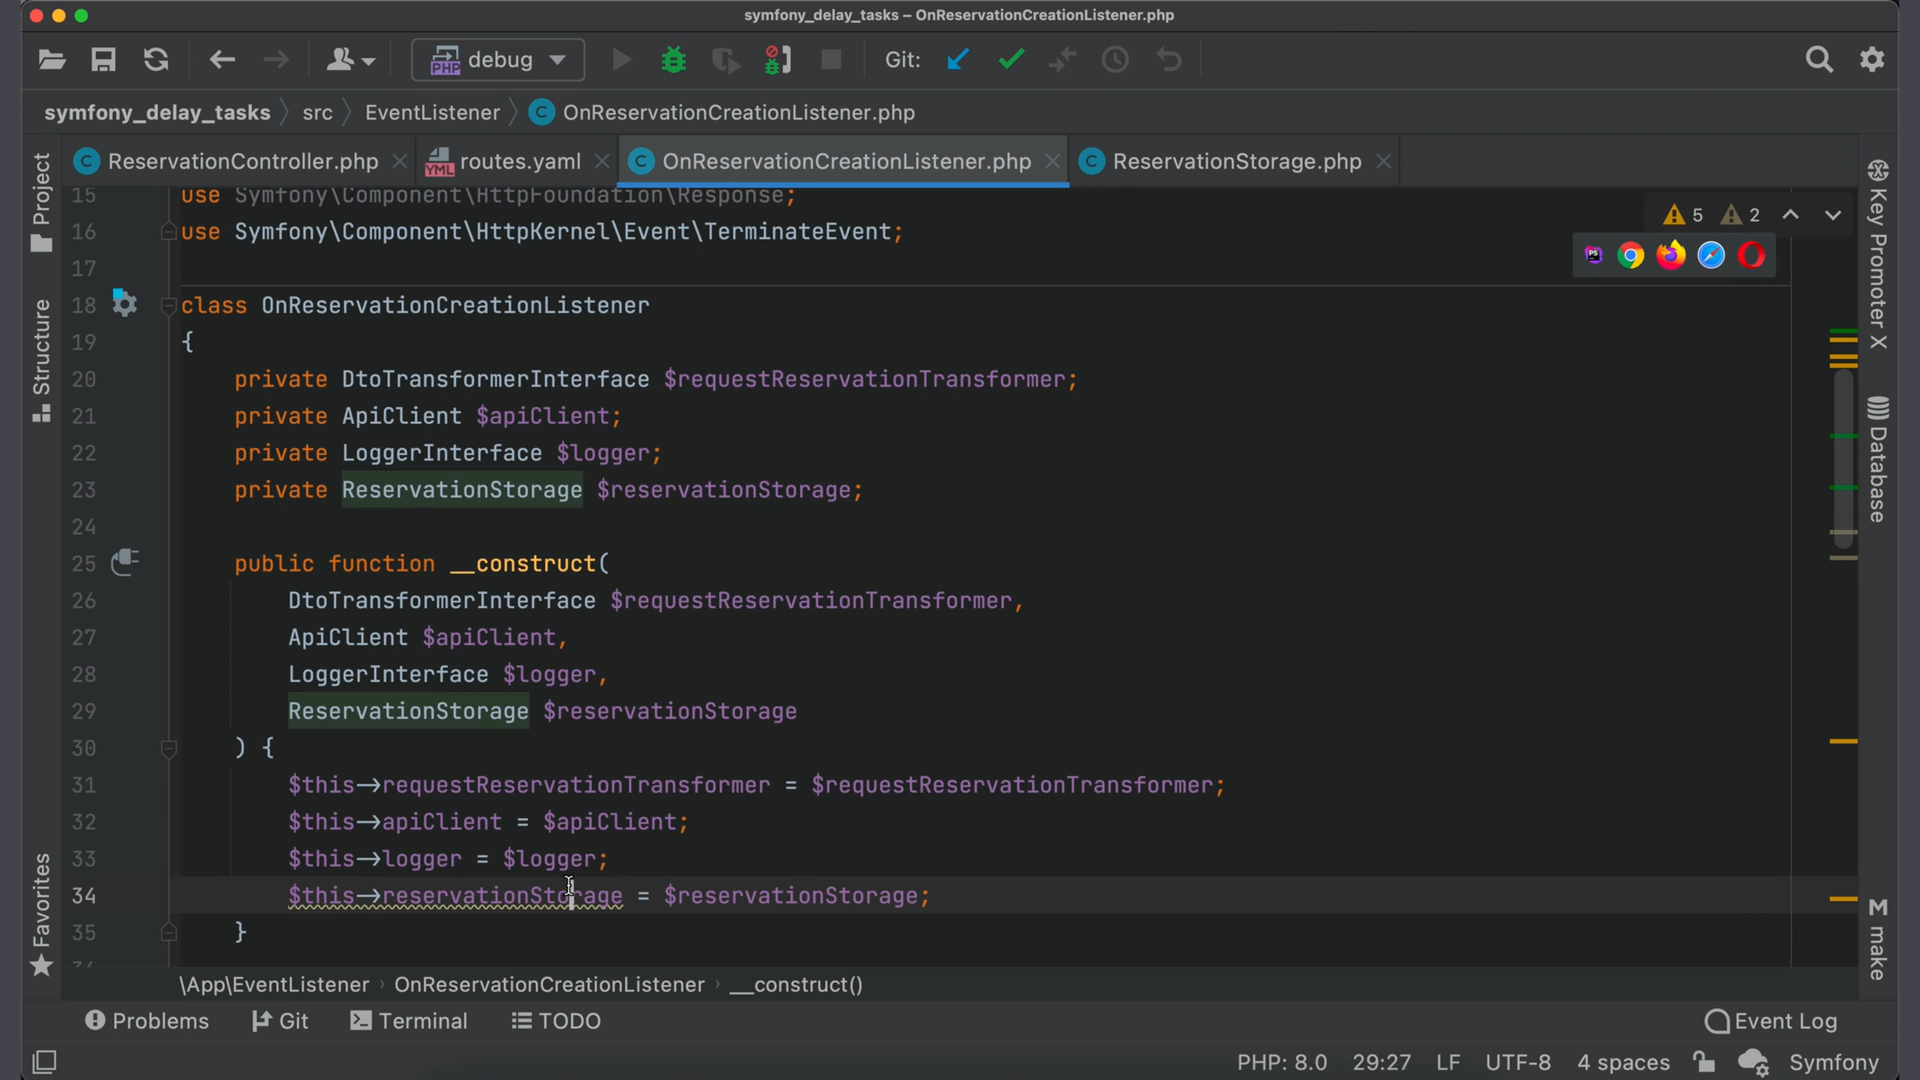 symfony_delay_tasks – OnReservationCreationListener.php
debug
Git:
symfony_delay_tasks
src
EventListener
OnReservationCreationListener.php
ReservationController.php
routes.yaml
OnReservationCreationListener.php
ReservationStorage.php
5
2
15 use Symfony\Component\HttpFoundation\Response;
16 use Symfony\Component\HttpKernel\Event\TerminateEvent;
17
18 class OnReservationCreationListener
19 {
20 private DtoTransformerInterface $requestReservationTransformer;
21 private ApiClient $apiClient;
22 private LoggerInterface $logger;
23 private ReservationStorage $reservationStorage;
24
25 public function __construct(
26 DtoTransformerInterface $requestReservationTransformer,
27 ApiClient $apiClient,
28 LoggerInterface $logger,
29 ReservationStorage $reservationStorage
30 ) {
31 $this->requestReservationTransformer = $requestReservationTransformer;
32 $this->apiClient = $apiClient;
33 $this->logger = $logger;
34 $this->reservationStorage = $reservationStorage;
35 }
Project
Structure
Favorites
Key Promoter X
Database
make
\App\EventListener › OnReservationCreationListener › __construct()
Problems
Git
Terminal
TODO
Event Log
PHP: 8.0
29:27
LF
UTF-8
4 spaces
Symfony